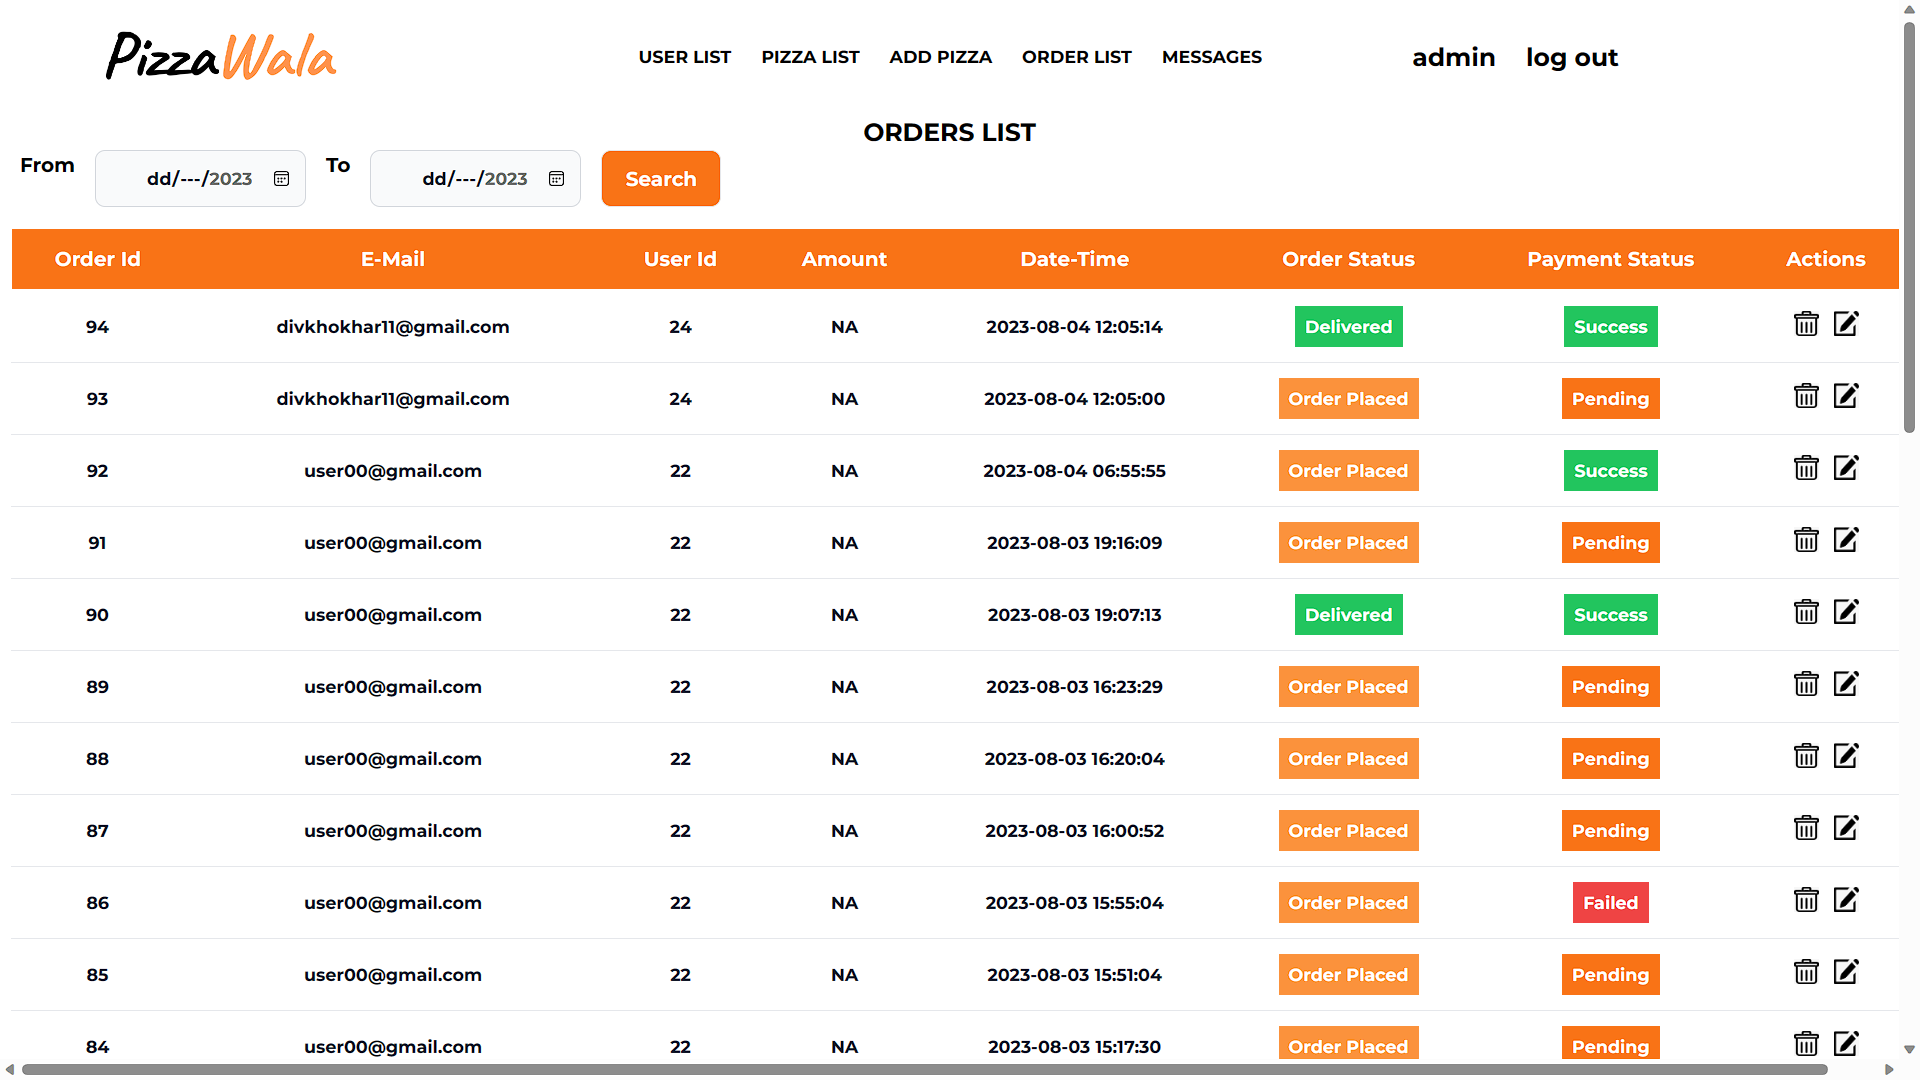 PizzaWala USER LIST PIZZA LIST ADD PIZZA ORDER LIST MESSAGES admin log out
ORDERS LIST
From dd/---/2023 To dd/---/2023 Search
Order Id E-Mail User Id Amount Date-Time Order Status Payment Status Actions
94 divkhokhar11@gmail.com 24 NA 2023-08-04 12:05:14 Delivered Success
93 divkhokhar11@gmail.com 24 NA 2023-08-04 12:05:00 Order Placed Pending
92 user00@gmail.com 22 NA 2023-08-04 06:55:55 Order Placed Success
91 user00@gmail.com 22 NA 2023-08-03 19:16:09 Order Placed Pending
90 user00@gmail.com 22 NA 2023-08-03 19:07:13 Delivered Success
89 user00@gmail.com 22 NA 2023-08-03 16:23:29 Order Placed Pending
88 user00@gmail.com 22 NA 2023-08-03 16:20:04 Order Placed Pending
87 user00@gmail.com 22 NA 2023-08-03 16:00:52 Order Placed Pending
86 user00@gmail.com 22 NA 2023-08-03 15:55:04 Order Placed Failed
85 user00@gmail.com 22 NA 2023-08-03 15:51:04 Order Placed Pending
84 user00@gmail.com 22 NA 2023-08-03 15:17:30 Order Placed Pending